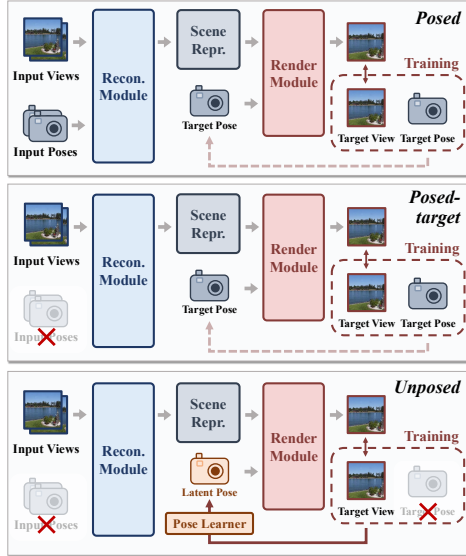 Posed
Input Views
Recon.
Module
Scene
Repr.
Render
Module
Training
Input Poses
Target Pose
Target View
Target Pose
Posed-
target
Input Views
Recon.
Module
Scene
Repr.
Render
Module
Training
Input Poses
Target Pose
Target View
Target Pose
Unposed
Input Views
Recon.
Module
Scene
Repr.
Render
Module
Training
Input Poses
Latent Pose
Pose Learner
Target View
Target Pose